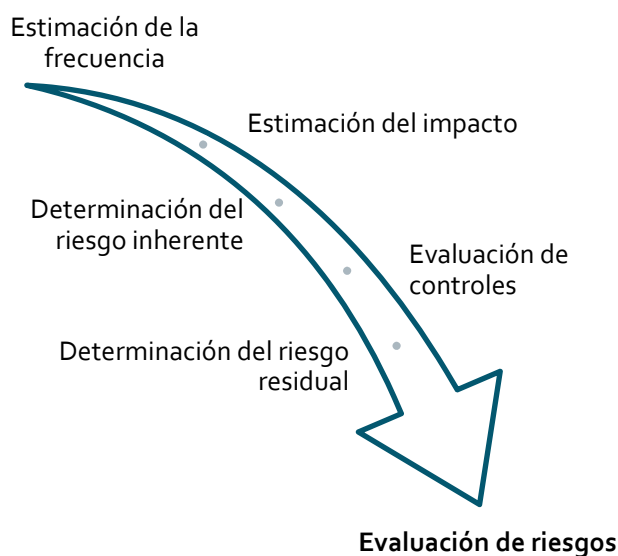 Estimación de la
frecuencia
Estimación del impacto
Determinación del
riesgo inherente
Evaluación de
controles
Determinación del riesgo
residual
Evaluación de riesgos